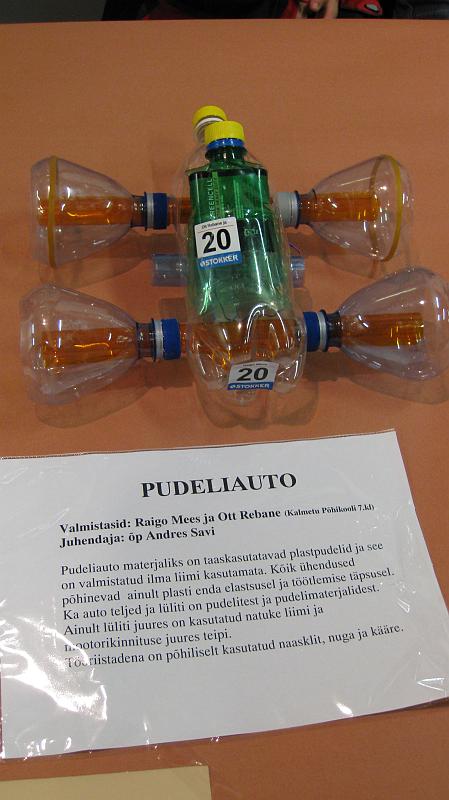 Ott Rebane ja
20
STOKKER
20
STOKKER
PUDELIAUTO
Valmistasid: Raigo Mees ja Ott Rebane (Kalmetu Põhikooli 7.kl)
Juhendaja: õp Andres Savi
Pudeliauto materjaliks on taaskasutatavad plastpudelid ja see
on valmistatud ilma liimi kasutamata. Kõik ühendused
põhinevad ainult plasti enda elastsusel ja töötlemise täpsusel.
Ka auto teljed ja lüliti on pudelitest ja pudelimaterjalidest.
Ainult lüliti juures on kasutatud natuke liimi ja
mootorikinnituse juures teipi.
Tööriistadena on põhiliselt kasutatud naasklit, nuga ja kääre.